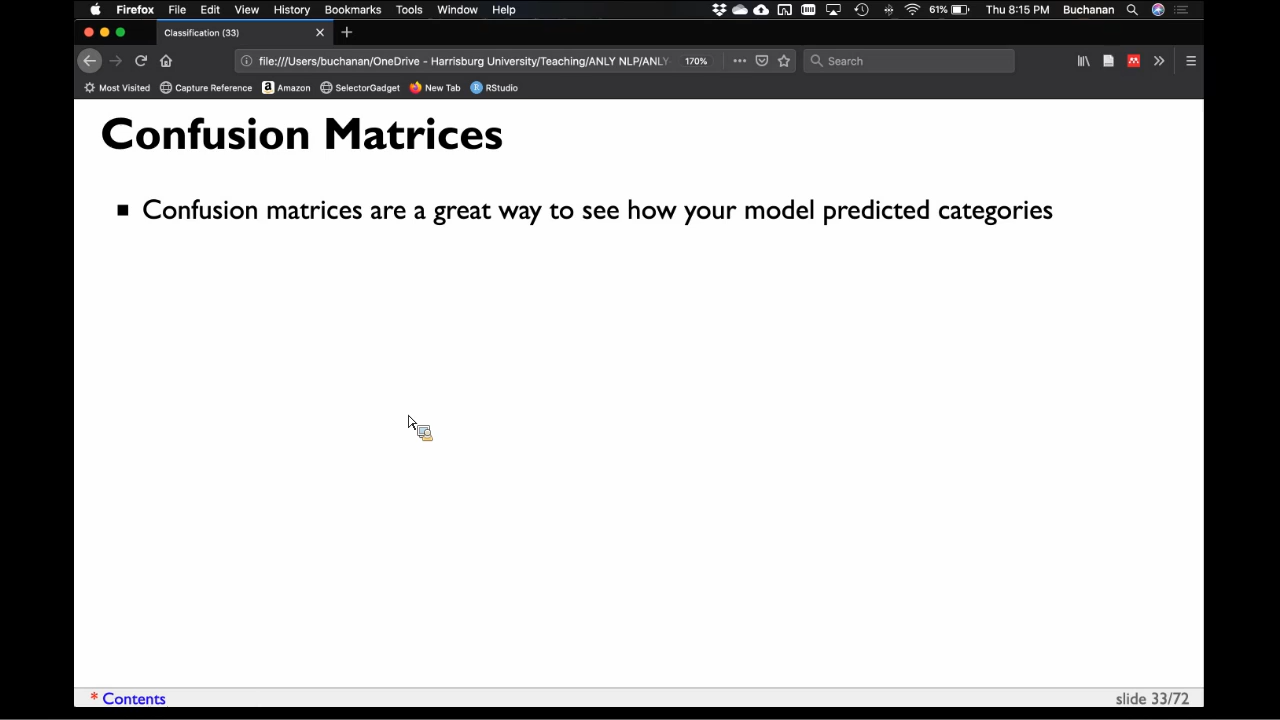 Firefox File Edit View History Bookmarks Tools Window Help 61% Thu 8:15 PM Buchanan
Classification (33)
file:///Users/buchanan/OneDrive - Harrisburg University/Teaching/ANLY NLP/ANLY 170% Search
Most Visited Capture Reference Amazon SelectorGadget New Tab RStudio
Confusion Matrices
Confusion matrices are a great way to see how your model predicted categories
* Contents slide 33/72